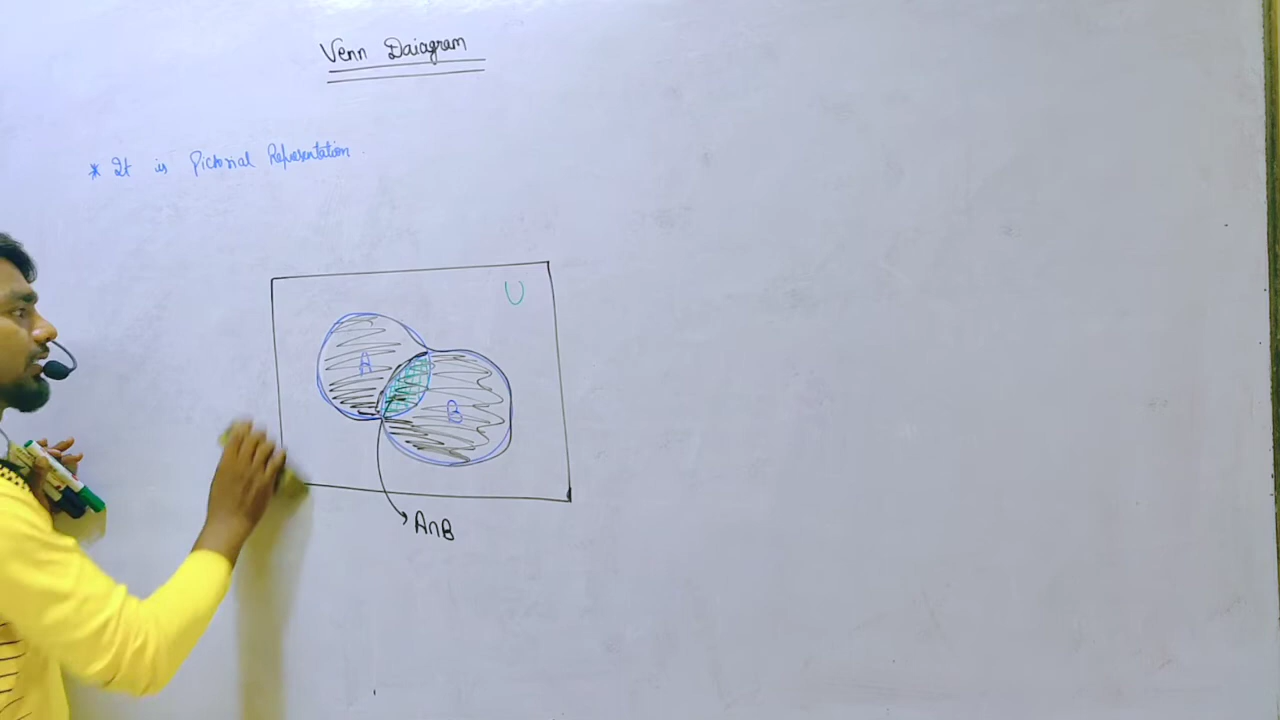 Venn Daiagram
* It is Pictorial Representation.
U
A
B
A∩B